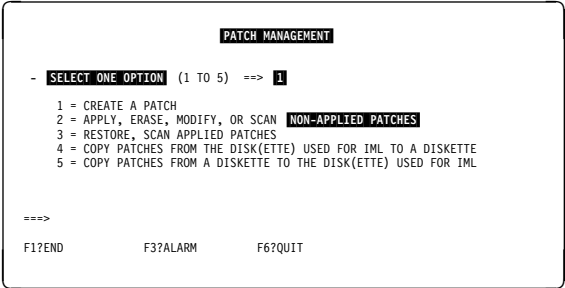 PATCH MANAGEMENT
- SELECT ONE OPTION (1 TO 5) ==> 1
1 = CREATE A PATCH
2 = APPLY, ERASE, MODIFY, OR SCAN NON-APPLIED PATCHES
3 = RESTORE, SCAN APPLIED PATCHES
4 = COPY PATCHES FROM THE DISK(ETTE) USED FOR IML TO A DISKETTE
5 = COPY PATCHES FROM A DISKETTE TO THE DISK(ETTE) USED FOR IML
===>
F1?END F3?ALARM F6?QUIT